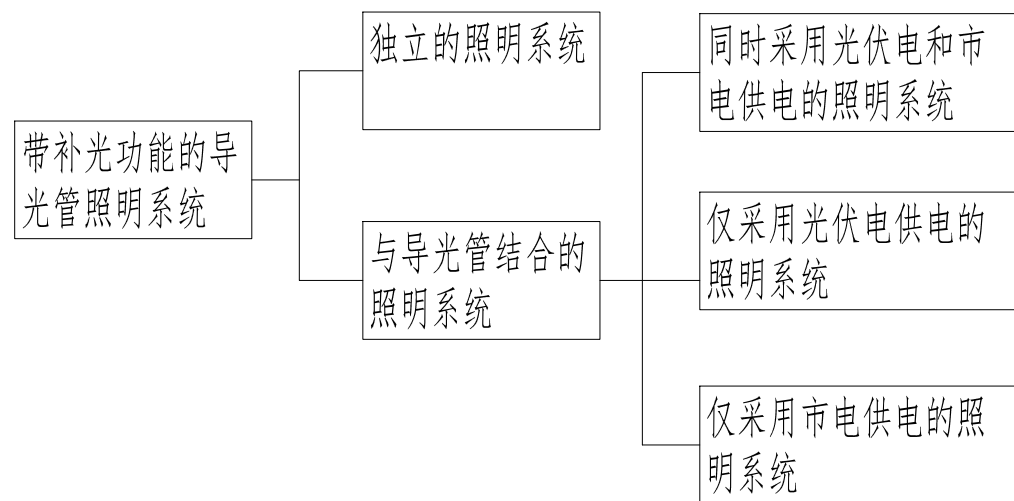 带补光功能的导
光管照明系统
独立的照明系统
与导光管结合的
照明系统
同时采用光伏电和市
电供电的照明系统
仅采用光伏电供电的
照明系统
仅采用市电供电的照
明系统